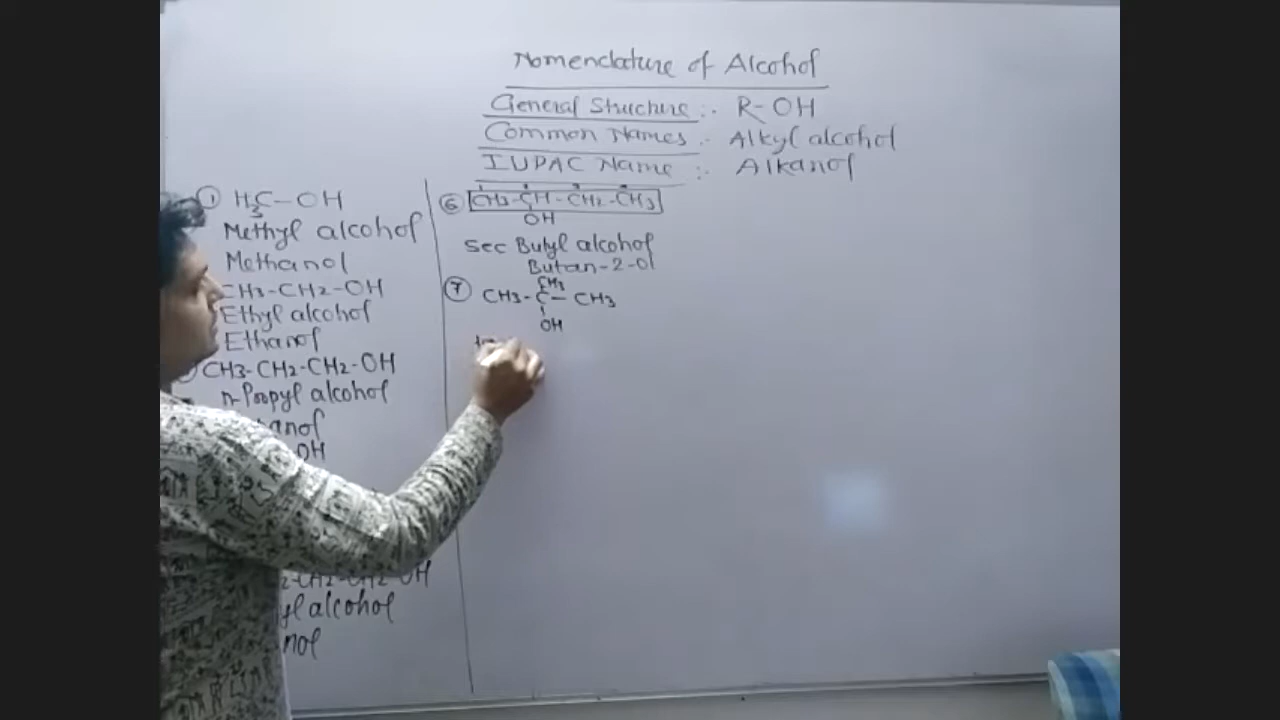 Nomenclature of Alcohol
General Structure :- R-OH
Common Names :- Alkyl alcohol
IUPAC Name :- Alkanol
① H3C-OH
Methyl alcohol
Methanol
CH3-CH2-OH
Ethyl alcohol
Ethanol
CH3-CH2-CH2-OH
n-Propyl alcohol
anol
OH
-CH2-CH2-OH
yl alcohol
nol
⑥ CH3-CH-CH2-CH3
OH
Sec Butyl alcohol
Butan-2-ol
⑦ CH3
CH3-C-CH3
OH